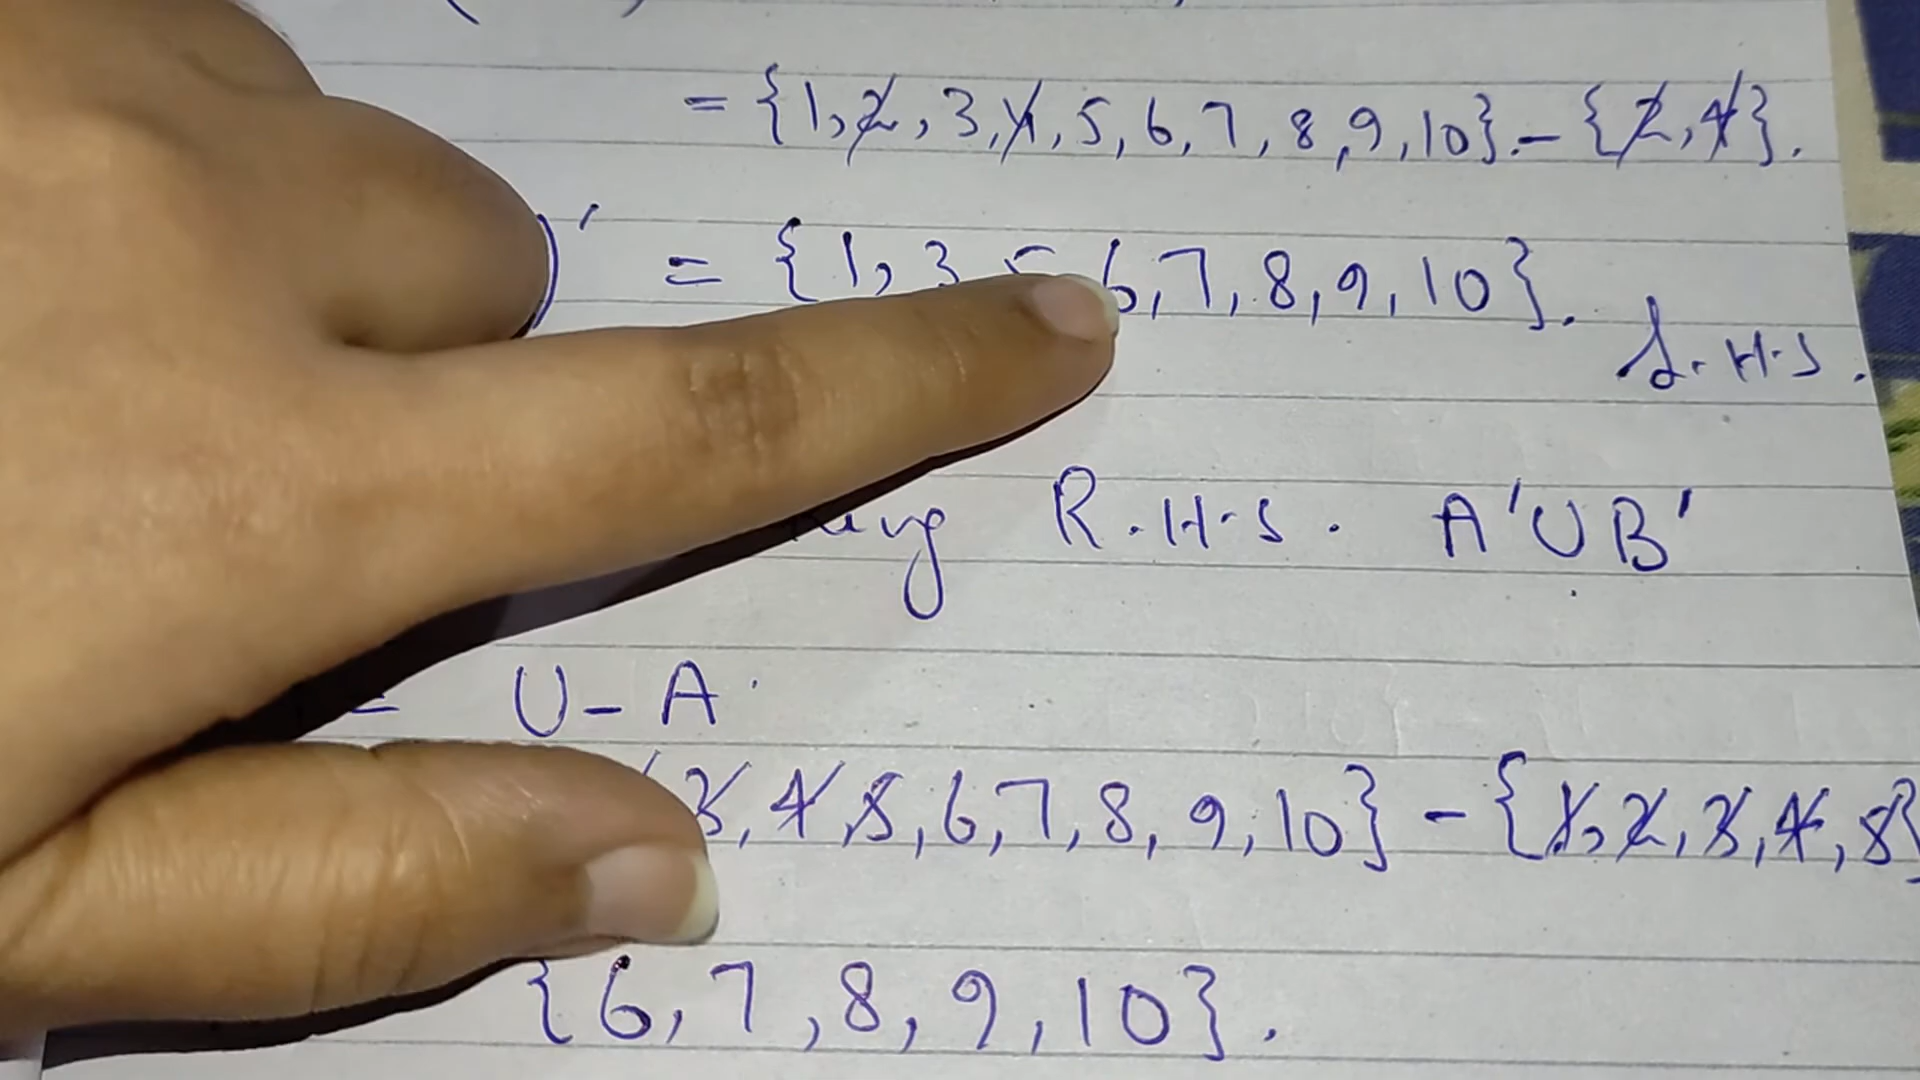 = {1, 2, 3, 4, 5, 6, 7, 8, 9, 10}. - {2, 4}.
)' = {1, 3 5 6, 7, 8, 9, 10}.
L.H.S.
R.H.S. A'UB'
= U - A.
3, 4, 5, 6, 7, 8, 9, 10} - {1, 2, 3, 4, 5}
{6, 7, 8, 9, 10}.